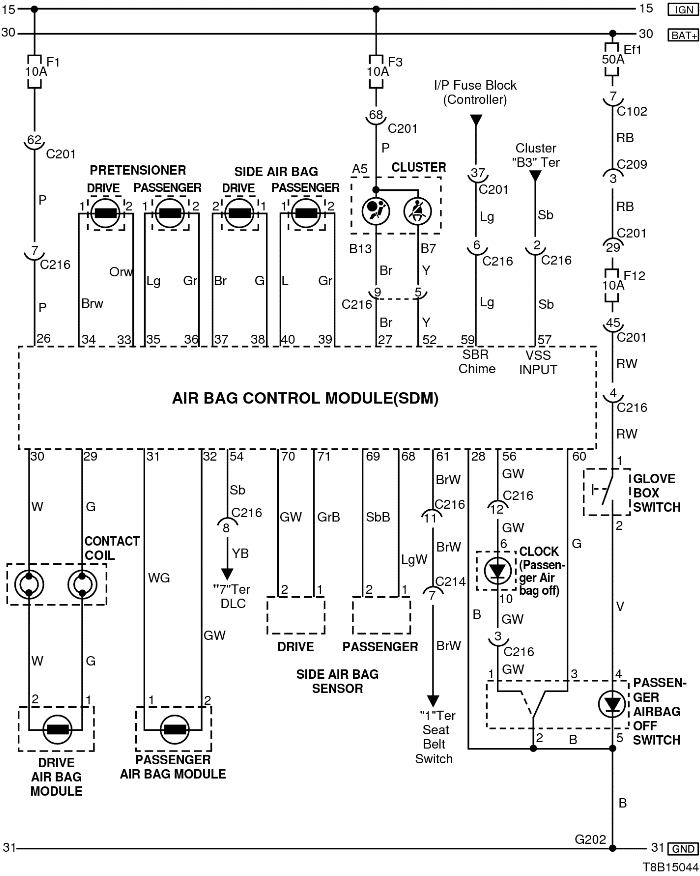 15 15 IGN
30 30 BAT+
F1 10A
F3 10A
Ef1 50A
I/P Fuse Block
(Controller)
7 C102
62 C201
68 C201
RB
P
Cluster
"B3" Ter
C209
3
PRETENSIONER
SIDE AIR BAG
A5 CLUSTER
37 C201
DRIVE PASSENGER DRIVE PASSENGER
1 2 1 2 1 2 1 2
P
Lg Sb RB
C201
29
7 C216
B13 B7
6 C216 2 C216
Orw
Brw Lg Gr Br G L Gr Br Y
F12
10A
9 5
C216
P
Br Y
Lg Sb
45 C201
26 34 33 35 36 37 38 40 39 27 52 59 57
SBR
Chime
VSS
INPUT
RW
4 C216
AIR BAG CONTROL MODULE(SDM)
RW
30 29 31 32 54 70 71 69 68 61 28 56 60
1
GLOVE
BOX
SWITCH
2
W G
Sb
C216
8
GW GrB SbB
BrW
C216
11
GW
C216
12
GW
CONTACT
COIL
YB
"7"Ter
DLC
LgW
BrW
C214
7
6 CLOCK
(Passen-
ger Air
bag off)
10
G
WG
GW
2 1 2 1
DRIVE PASSENGER
SIDE AIR BAG
SENSOR
B
GW
3 C216
GW
V
W G
BrW
1 3 4
PASSEN-
GER
AIRBAG
OFF
SWITCH
2 1 1 2
"1"Ter
Seat
Belt
Switch
2 B 5
DRIVE
AIR BAG
MODULE
PASSENGER
AIR BAG MODULE
B
G202
31 31 GND
T8B15044